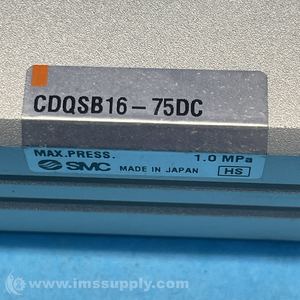 CDQSB16-75DC
MAX.PRESS. 1.0 MPa
SMC MADE IN JAPAN HS
© www.imssupply.com